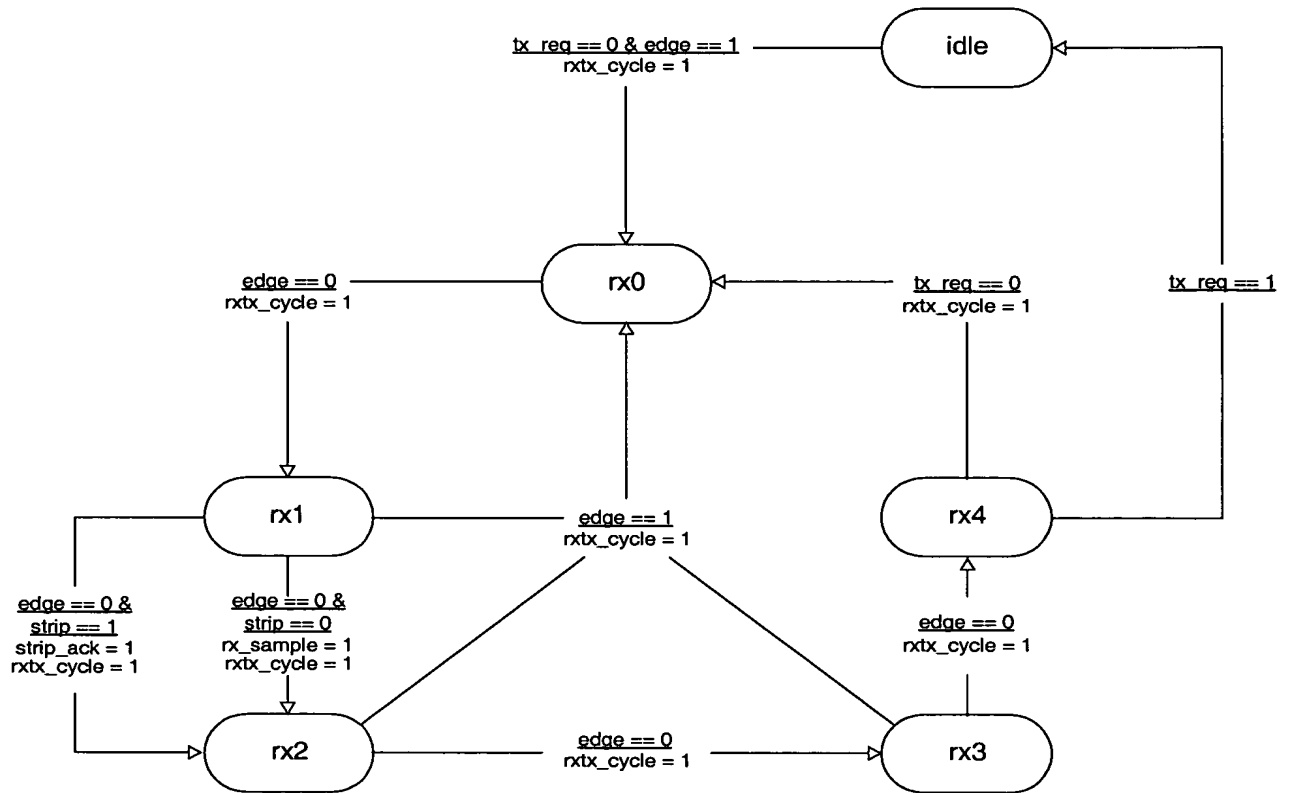 tx_req == 0 & edge == 1
rxtx_cycle = 1
idle
edge == 0
rxtx_cycle = 1
rx0
tx_req == 0
rxtx_cycle = 1
tx_req == 1
rx1
edge == 1
rxtx_cycle = 1
rx4
edge == 0 &
strip == 1
strip_ack = 1
rxtx_cycle = 1
edge == 0 &
strip == 0
rx_sample = 1
rxtx_cycle = 1
edge == 0
rxtx_cycle = 1
rx2
edge == 0
rxtx_cycle = 1
rx3